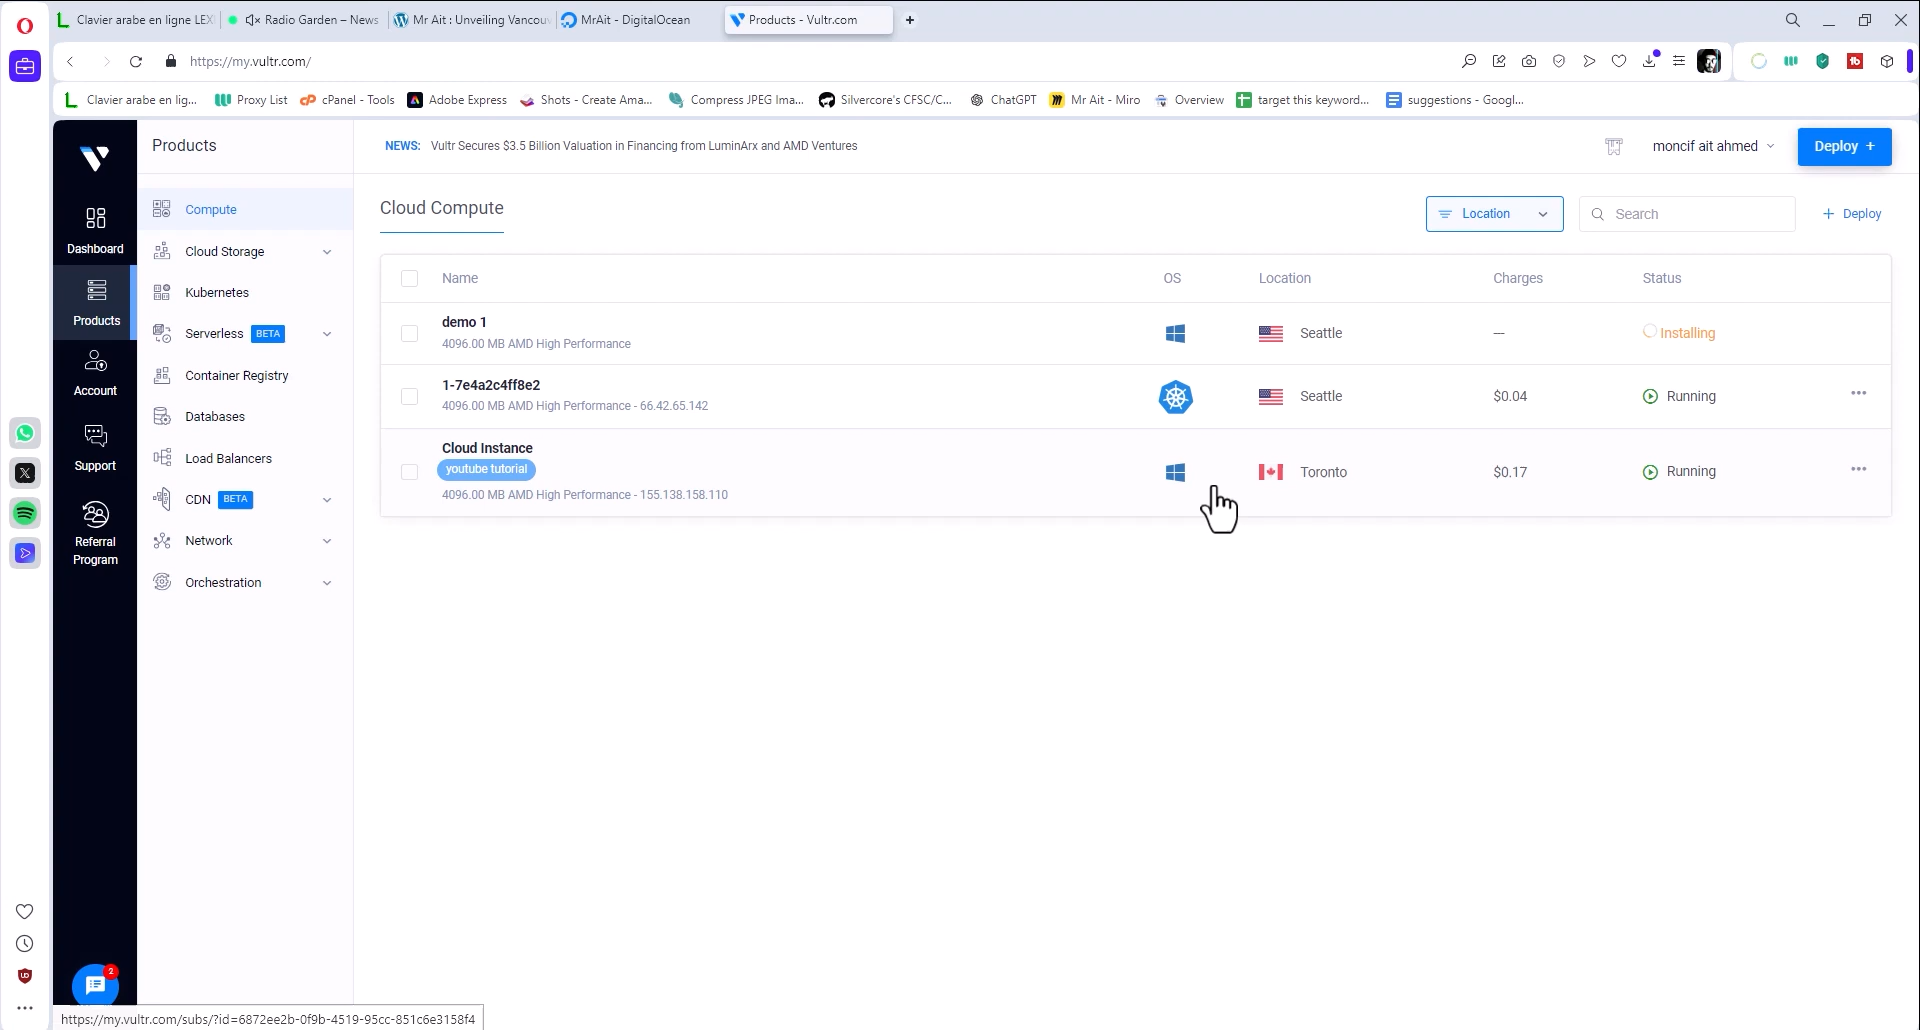 Clavier arabe en ligne LEX
Radio Garden – News
Mr Ait : Unveiling Vancouv
MrAit - DigitalOcean
Products - Vultr.com
https://my.vultr.com/
Clavier arabe en lig...
Proxy List
cPanel - Tools
Adobe Express
Shots - Create Ama...
Compress JPEG Ima...
Silvercore's CFSC/C...
ChatGPT
Mr Ait - Miro
Overview
target this keyword...
suggestions - Googl...
Products
NEWS: Vultr Secures $3.5 Billion Valuation in Financing from LuminArx and AMD Ventures
moncif ait ahmed
Deploy +
Dashboard
Products
Account
Support
Referral
Program
2
Compute
Cloud Storage
Kubernetes
Serverless BETA
Container Registry
Databases
Load Balancers
CDN BETA
Network
Orchestration
Cloud Compute
Location
Search
+ Deploy
Name OS Location Charges Status
demo 1
4096.00 MB AMD High Performance
Seattle — Installing
1-7e4a2c4ff8e2
4096.00 MB AMD High Performance - 66.42.65.142
Seattle $0.04 Running
Cloud Instance
youtube tutorial
4096.00 MB AMD High Performance - 155.138.158.110
Toronto $0.17 Running
https://my.vultr.com/subs/?id=6872ee2b-0f9b-4519-95cc-851c6e3158f4